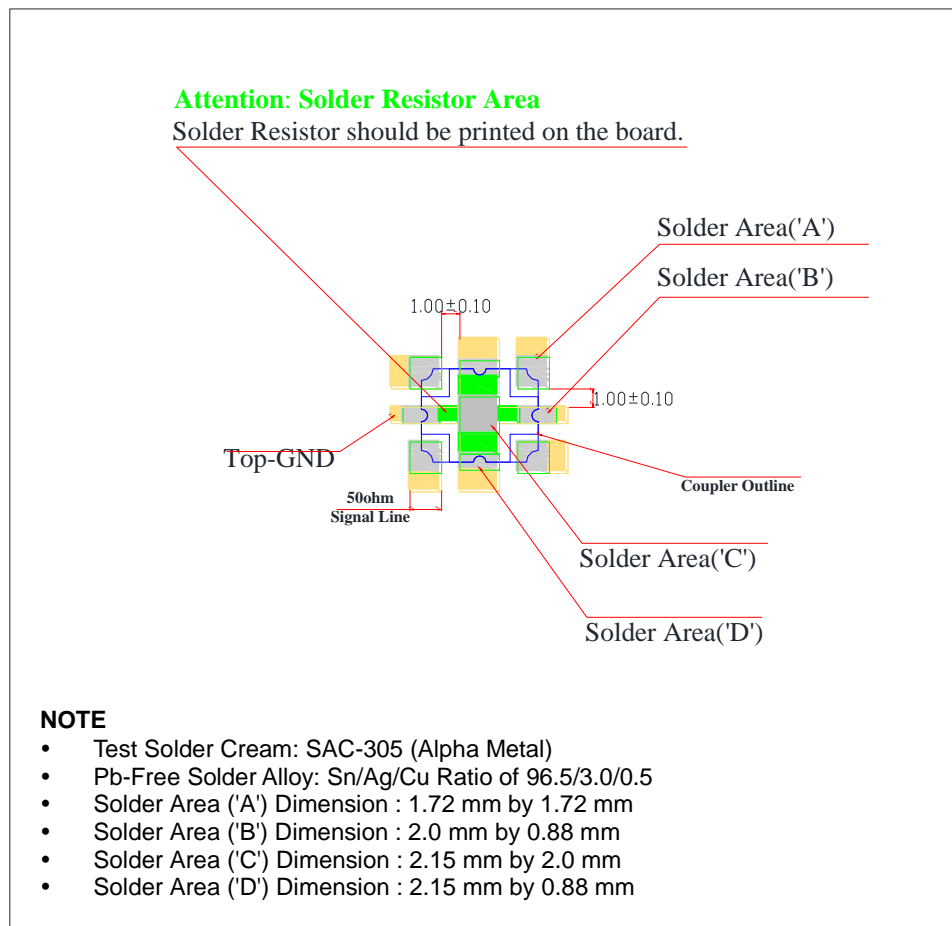 Attention: Solder Resistor Area
Solder Resistor should be printed on the board.
Solder Area('A')
Solder Area('B')
1.00±0.10
1.00±0.10
Top-GND
50ohm
Signal Line
Coupler Outline
Solder Area('C')
Solder Area('D')
NOTE
• Test Solder Cream: SAC-305 (Alpha Metal)
• Pb-Free Solder Alloy: Sn/Ag/Cu Ratio of 96.5/3.0/0.5
• Solder Area ('A') Dimension : 1.72 mm by 1.72 mm
• Solder Area ('B') Dimension : 2.0 mm by 0.88 mm
• Solder Area ('C') Dimension : 2.15 mm by 2.0 mm
• Solder Area ('D') Dimension : 2.15 mm by 0.88 mm